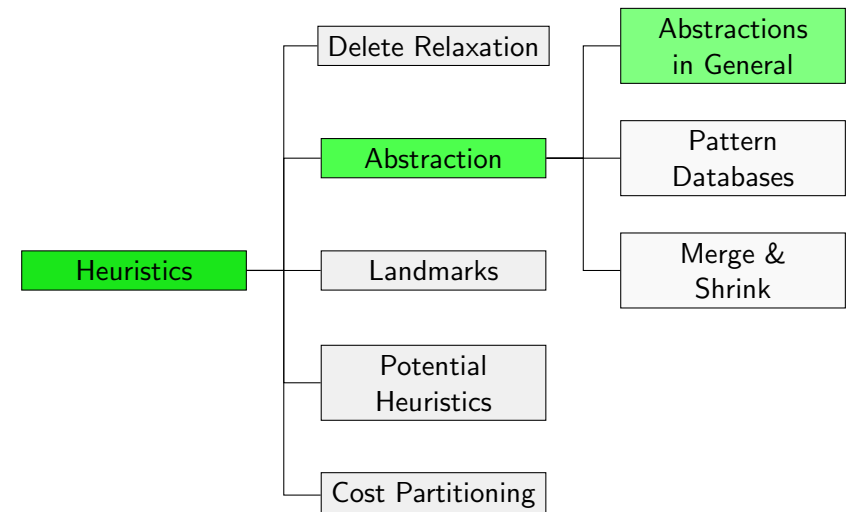 Heuristics
Delete Relaxation
Abstraction
Landmarks
Potential
Heuristics
Cost Partitioning
Abstractions
in General
Pattern
Databases
Merge &
Shrink